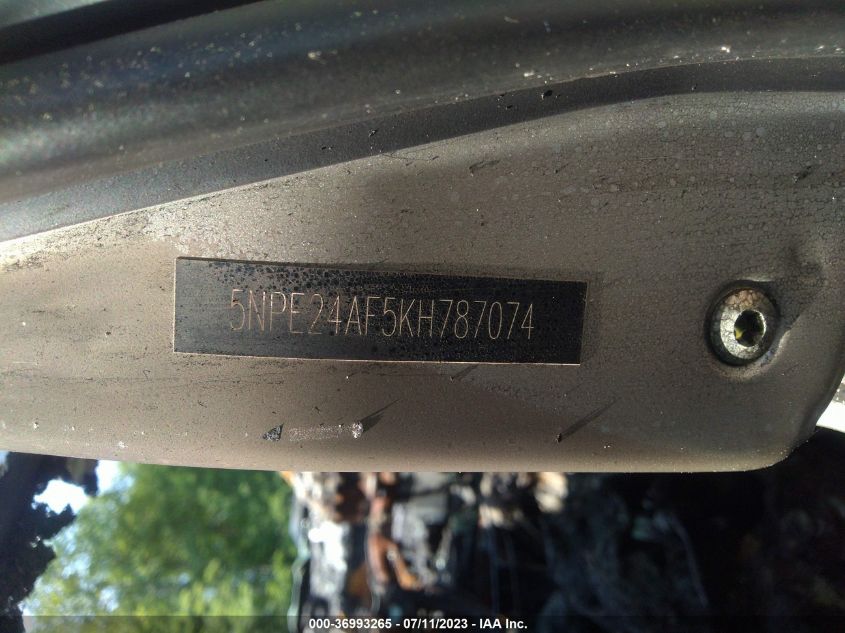 5NPE24AF5KH787074
000-36993265 - 07/11/2023 - IAA Inc.